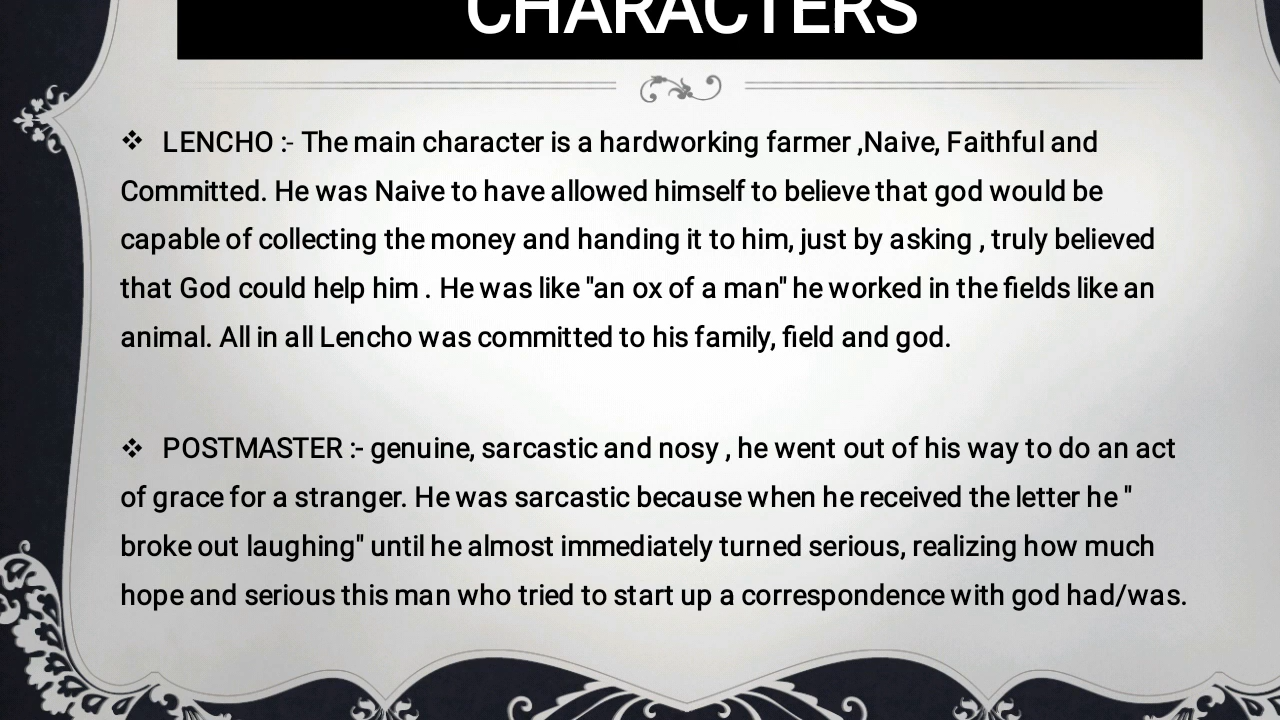 CHARACTERS
❖ LENCHO :- The main character is a hardworking farmer ,Naive, Faithful and
Committed. He was Naive to have allowed himself to believe that god would be
capable of collecting the money and handing it to him, just by asking , truly believed
that God could help him . He was like "an ox of a man" he worked in the fields like an
animal. All in all Lencho was committed to his family, field and god.
❖ POSTMASTER :- genuine, sarcastic and nosy , he went out of his way to do an act
of grace for a stranger. He was sarcastic because when he received the letter he "
broke out laughing" until he almost immediately turned serious, realizing how much
hope and serious this man who tried to start up a correspondence with god had/was.